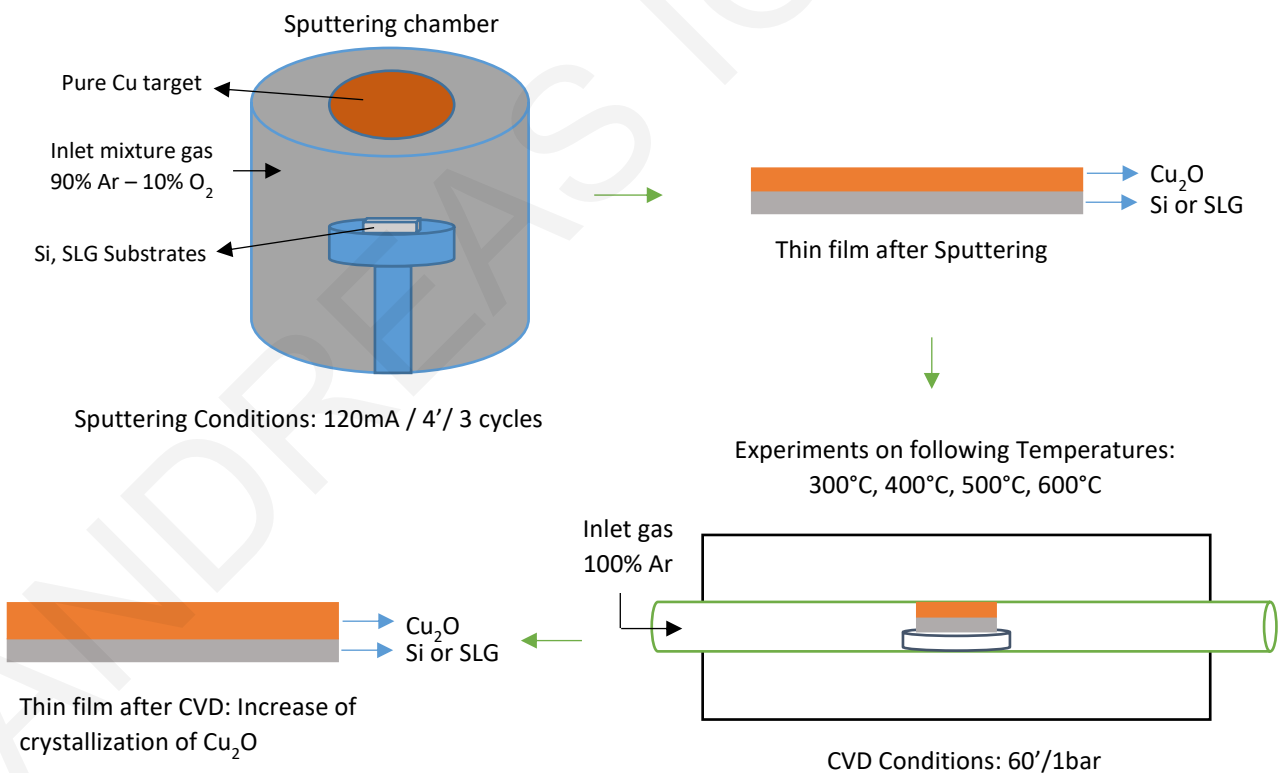 Sputtering chamber
Pure Cu target
Inlet mixture gas
90% Ar – 10% O₂
Si, SLG Substrates
Sputtering Conditions: 120mA / 4’/ 3 cycles
Cu₂O
Si or SLG
Thin film after Sputtering
Experiments on following Temperatures:
300°C, 400°C, 500°C, 600°C
Inlet gas
100% Ar
CVD Conditions: 60’/1bar
Cu₂O
Si or SLG
Thin film after CVD: Increase of
crystallization of Cu₂O
ANDREAS